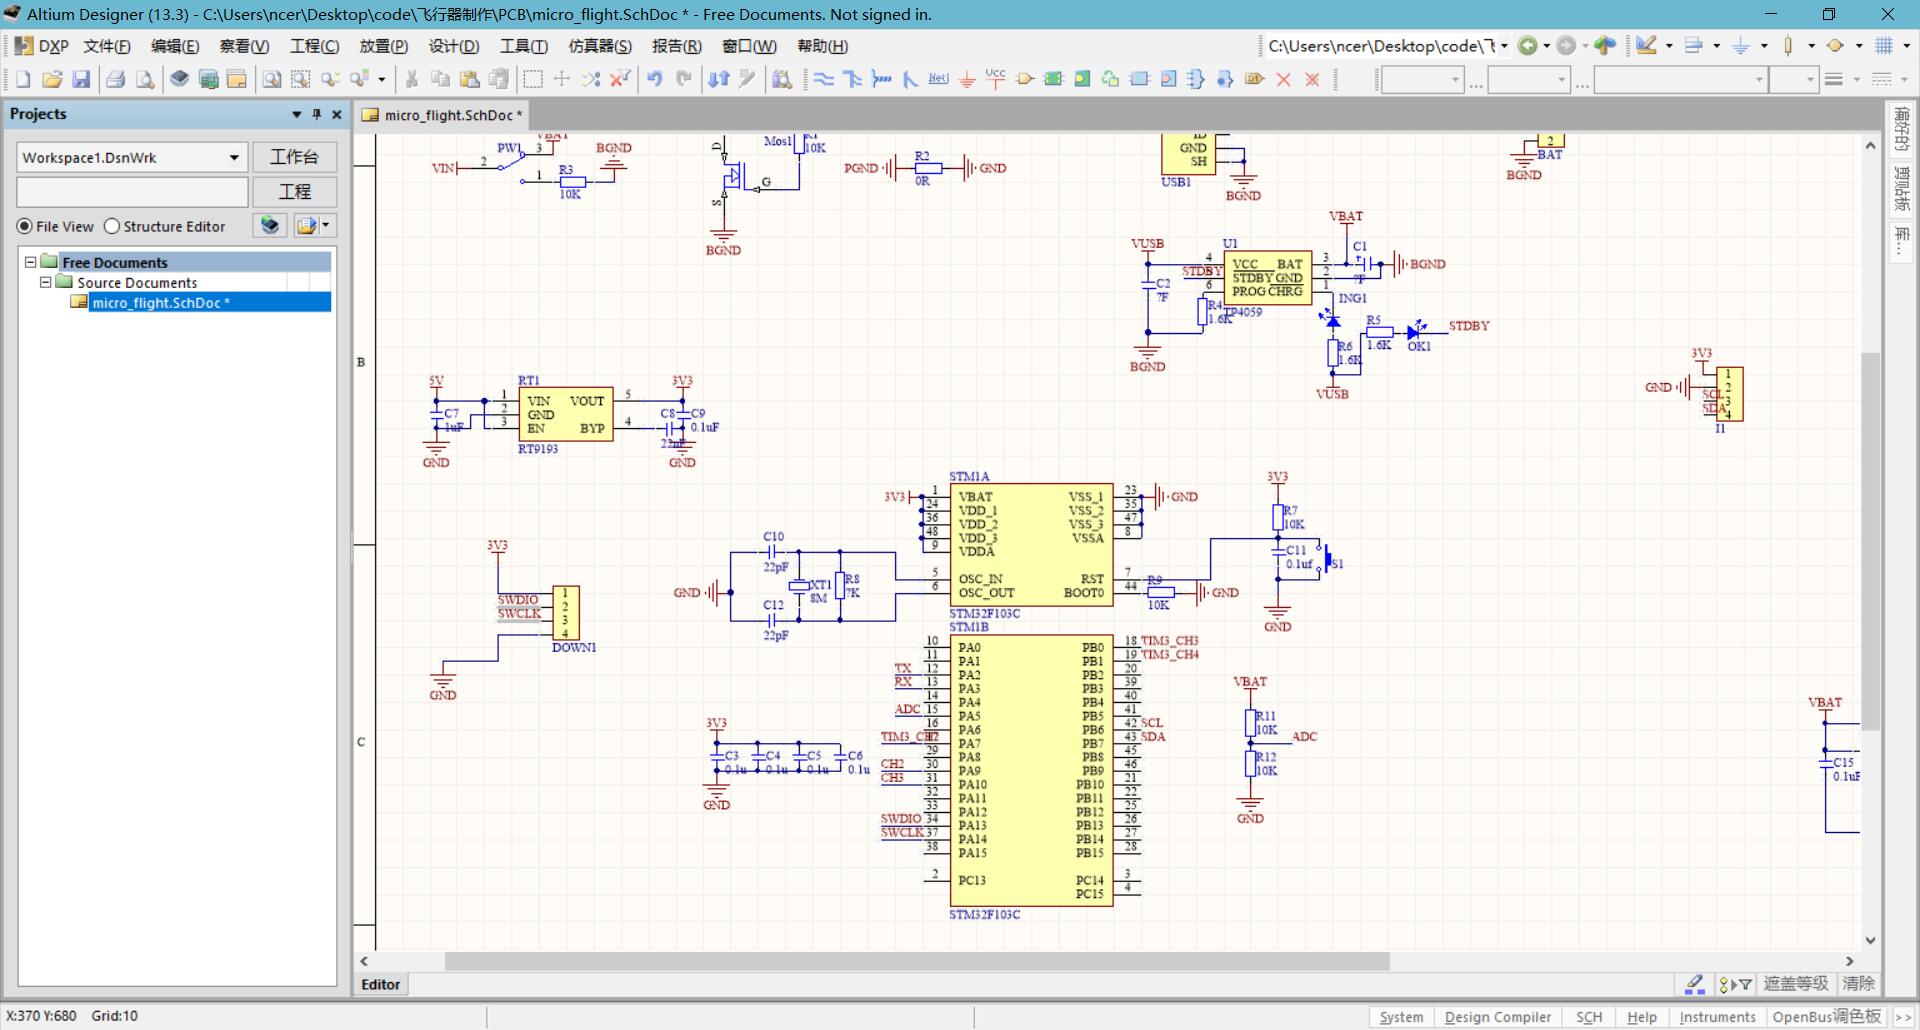 Altium Designer (13.3) - C:\Users\ncer\Desktop\code\飞行器制作\PCB\micro_flight.SchDoc * - Free Documents. Not signed in.
DXP 文件(F) 编辑(E) 察看(V) 工程(C) 放置(P) 设计(D) 工具(T) 仿真器(S) 报告(R) 窗口(W) 帮助(H)
C:\Users\ncer\Desktop\code\飞
Net1 Vcc
Projects
micro_flight.SchDoc *
Workspace1.DsnWrk 工作台
工程
File View Structure Editor
Free Documents
Source Documents
micro_flight.SchDoc *
偏好的
剪贴板
库...
VBAT
PW1 3
VIN 2
1
R3
10K
BGND
D
Mos1
10K
G
S
BGND
PGND R2 GND
0R
GND
SH
USB1
BGND
2
BAT
BGND
VBAT
VUSB
U1
C1
?F
4 VCC BAT 3
STDBY STDBY GND 2
6 PROG CHRG 1
BGND
C2
?F
R4
1.6K
TP4059
ING1
BGND
R6
1.6K
R5
1.6K
OK1
STDBY
VUSB
3V3
GND
SCL
SDA
1
2
3
4
I1
B
5V RT1 3V3
1 VIN VOUT 5
2 GND
3 EN BYP 4
C7
1uF
C8
C9
0.1uF
RT9193
GND
GND
STM1A
3V3
1 VBAT VSS_1 23
24 VDD_1 VSS_2 35
36 VDD_2 VSS_3 47
48 VDD_3 VSSA 8
9 VDDA
5 OSC_IN RST 7
6 OSC_OUT BOOT0 44
STM32F103C
GND
3V3
R7
10K
C11
0.1uf
S1
GND
R9
10K
GND
C10
22pF
GND
XT1
8M
R8
?K
C12
22pF
3V3
SWDIO
SWCLK
1
2
3
4
DOWN1
GND
STM1B
10 PA0 PB0 18 TIM3_CH3
11 PA1 PB1 19 TIM3_CH4
TX 12 PA2 PB2 20
RX 13 PA3 PB3 39
14 PA4 PB4 40
ADC 15 PA5 PB5 41
16 PA6 PB6 42 SCL
PA7 PB7 43 SDA
29 PA8 PB8 45
CH2 30 PA9 PB9 46
CH3 31 PA10 PB10 21
32 PA11 PB11 22
33 PA12 PB12 25
SWDIO 34 PA13 PB13 26
SWCLK 37 PA14 PB14 27
38 PA15 PB15 28
2 PC13 PC14 3
PC15 4
STM32F103C
3V3
C3 C4 C5 C6
0.1u 0.1u 0.1u 0.1u
GND
VBAT
R11
10K
ADC
R12
10K
GND
VBAT
C15
0.1uF
C
Editor
遮盖等级 清除
X:370 Y:680 Grid:10
System Design Compiler SCH Help Instruments OpenBus调色板 >>